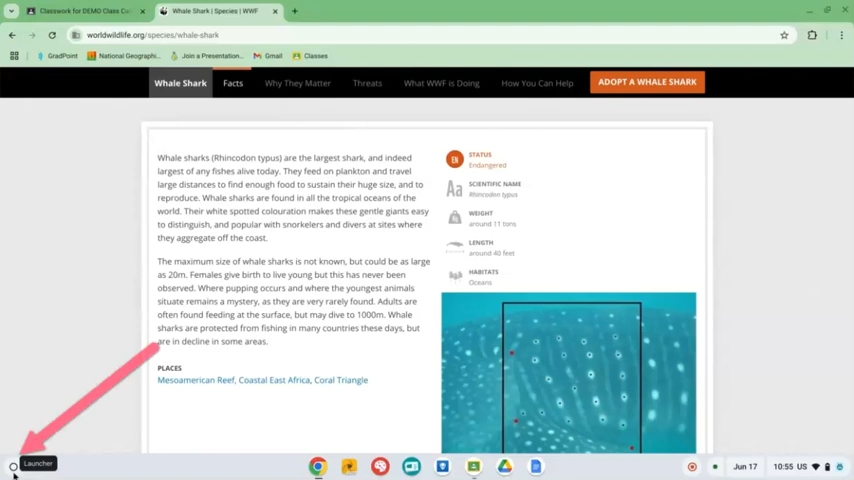 Classwork for DEMO Class Ca
Whale Shark | Species | WWF
worldwildlife.org/species/whale-shark
GradPoint
National Geographi...
Join a Presentation...
Gmail
Classes
Whale Shark
Facts
Why They Matter
Threats
What WWF is Doing
How You Can Help
ADOPT A WHALE SHARK
Whale sharks (Rhincodon typus) are the largest shark, and indeed
largest of any fishes alive today. They feed on plankton and travel
large distances to find enough food to sustain their huge size, and to
reproduce. Whale sharks are found in all the tropical oceans of the
world. Their white spotted colouration makes these gentle giants easy
to distinguish, and popular with snorkelers and divers at sites where
they aggregate off the coast.
The maximum size of whale sharks is not known, but could be as large
as 20m. Females give birth to live young but this has never been
observed. Where pupping occurs and where the youngest animals
situate remains a mystery, as they are very rarely found. Adults are
often found feeding at the surface, but may dive to 1000m. Whale
sharks are protected from fishing in many countries these days, but
are in decline in some areas.
PLACES
Mesoamerican Reef, Coastal East Africa, Coral Triangle
EN
STATUS
Endangered
Aa
SCIENTIFIC NAME
Rhincodon typus
WEIGHT
around 11 tons
LENGTH
around 40 feet
HABITATS
Oceans
Launcher
Jun 17
10:55 US